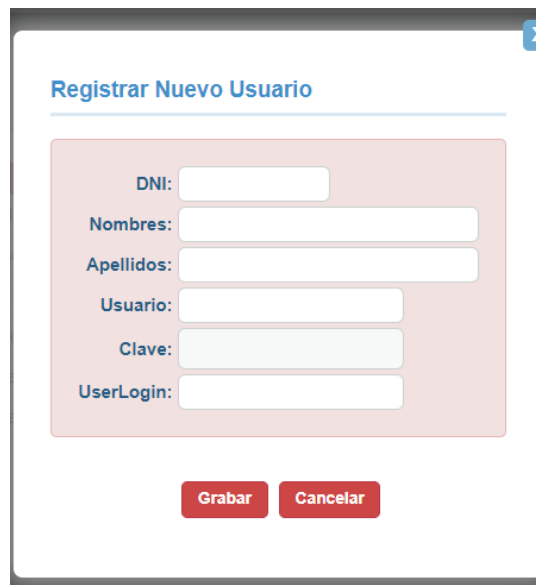 X
Registrar Nuevo Usuario
DNI:
Nombres:
Apellidos:
Usuario:
Clave:
UserLogin:
Grabar Cancelar